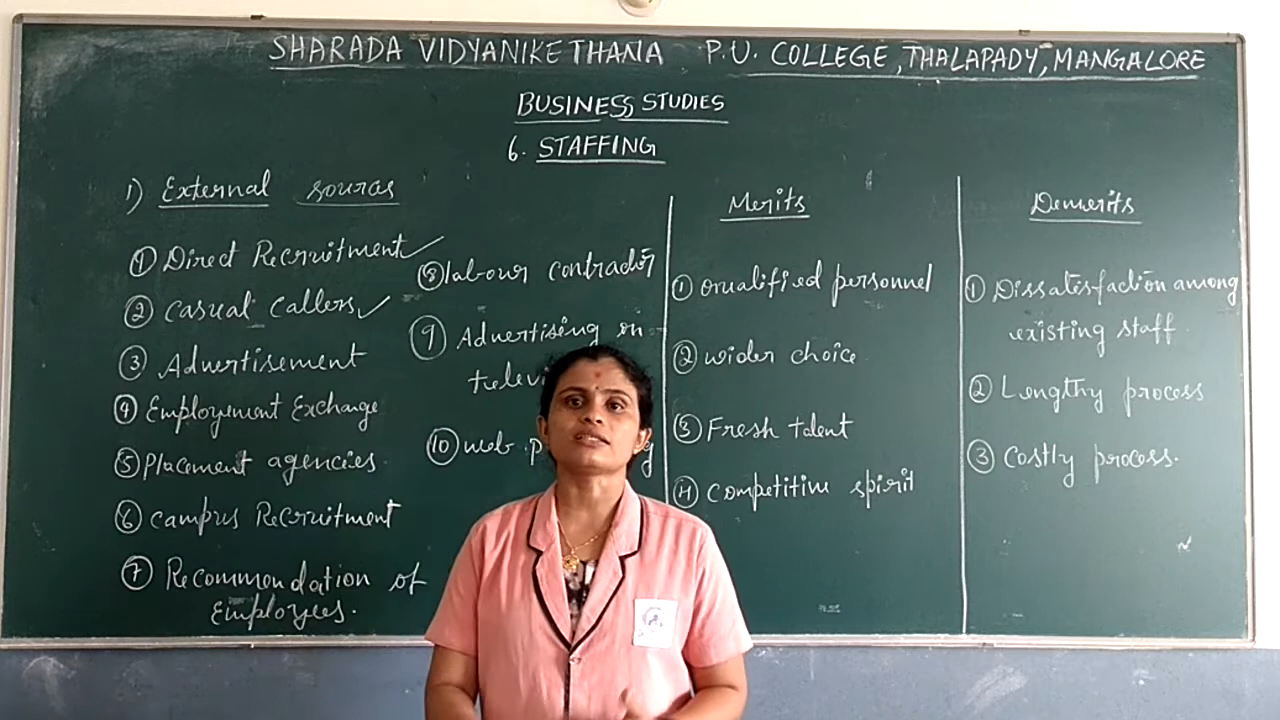 SHARADA VIDYANIKETHANA P.U. COLLEGE, THALAPADY, MANGALORE
BUSINESS STUDIES
6. STAFFING
1) External souras
① Direct Recruitment ✓
② Casual Callers ✓
③ Advertisement
④ Employement Exchange
⑤ Placement agencies
⑥ Campus Recruitment
⑦ Recommendation of
Employees.
⑧ labour contractor
⑨ Advertising on
⑩ web
Merits
① Qualified personnel
② wider choice
③ Fresh talent
④ competitive spirit
Demerits
① Dissatisfaction among
existing staff
② Lengthy process
③ Costly process.